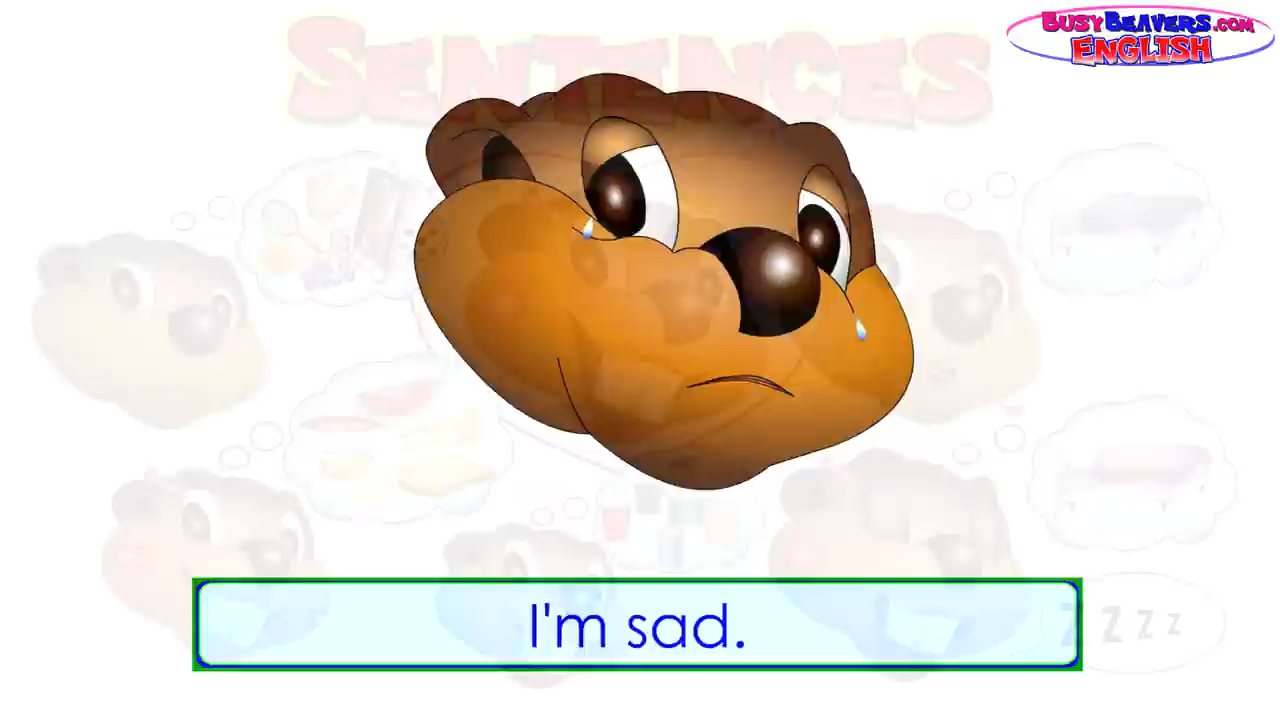 BUSYBEAVERS.COM
ENGLISH
SENTENCES
I'm sad.
Z Z Z Z